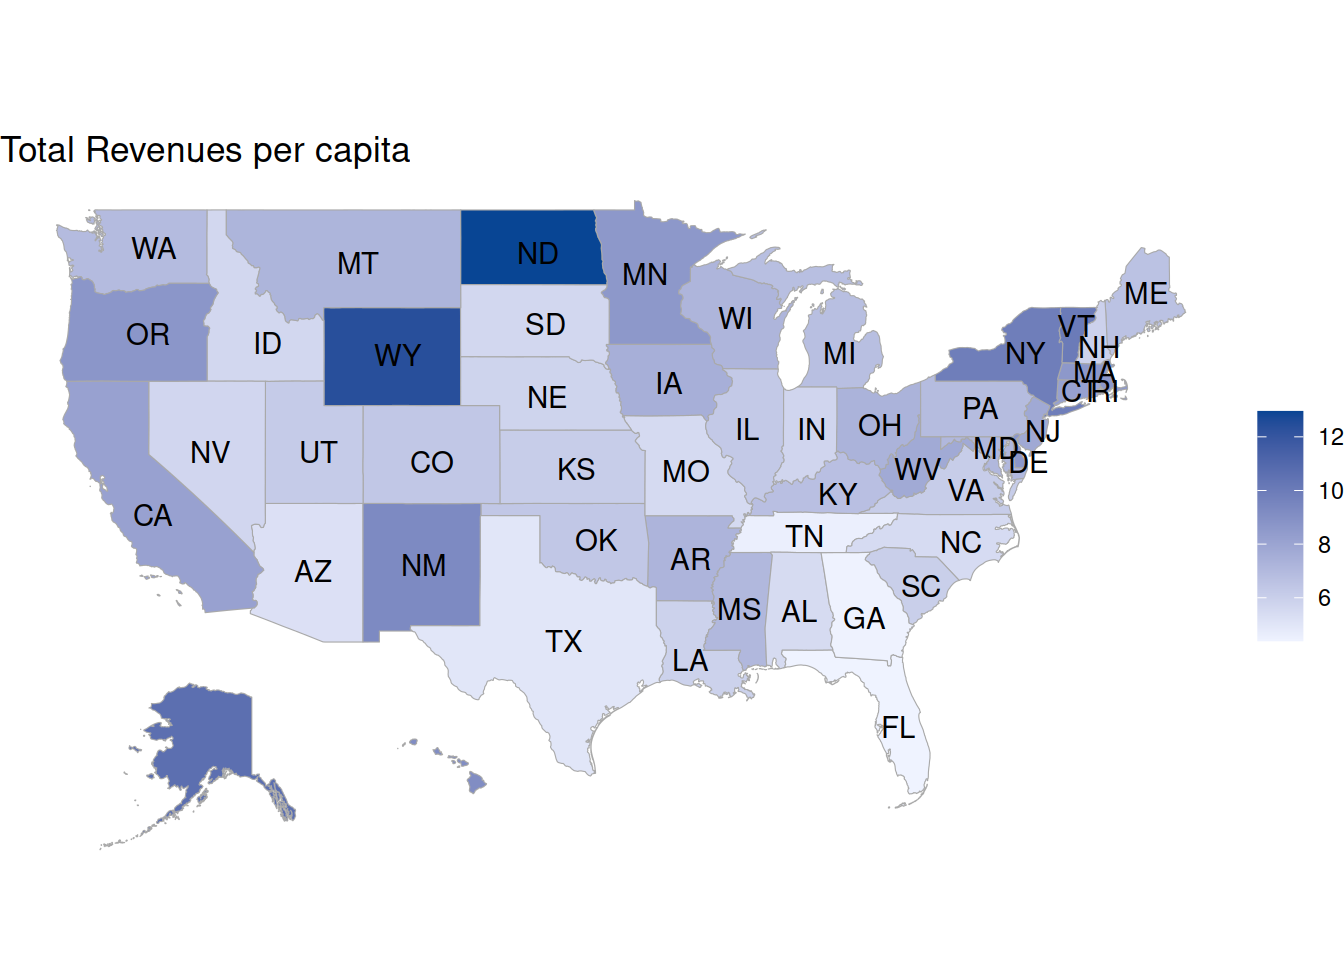 Total Revenues per capita
WA
MT
ND
MN
ME
OR
ID
SD
WI
VT
WY
MI
NY
NH
IA
MA
NE
CT
RI
PA
12
NV
UT
CO
KS
MO
IL
IN
OH
NJ
MD
WV
DE
KY
VA
10
CA
AZ
NM
OK
AR
TN
NC
8
TX
MS
AL
GA
SC
6
LA
FL